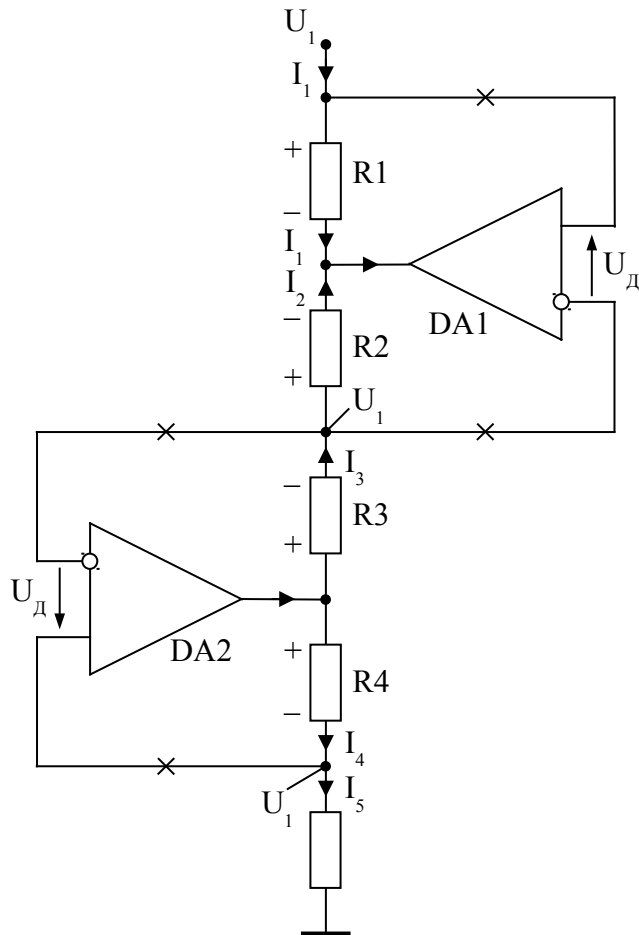 U1
I1
+
R1
−
I1
UД
I2
−
DA1
R2
+
U1
I3
−
R3
+
UД
DA2
+
R4
−
I4
U1
I5